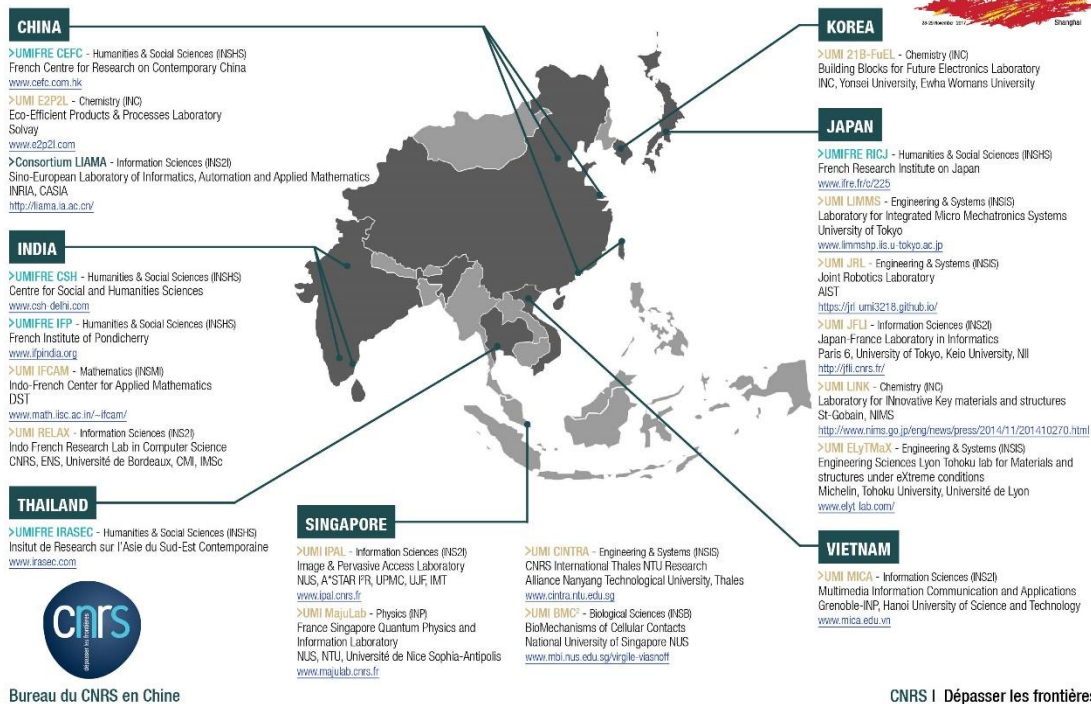 CHINA
>UMIFRE CEFC - Humanities & Social Sciences (INSHS)
French Centre for Research on Contemporary China
www.cefc.com.hk
>UMI E2P2L - Chemistry (INC)
Eco-Efficient Products & Processes Laboratory
Solvay
www.e2p2l.com
>Consortium LIAMA - Information Sciences (INS2I)
Sino-European Laboratory of Informatics, Automation and Applied Mathematics
INRIA, CASIA
http://liama.ia.ac.cn/
INDIA
>UMIFRE CSH - Humanities & Social Sciences (INSHS)
Centre for Social and Humanities Sciences
www.csh-delhi.com
>UMIFRE IFP - Humanities & Social Sciences (INSHS)
French Institute of Pondicherry
www.ifpindia.org
>UMI IFCAM - Mathematics (INSMI)
Indo-French Center for Applied Mathematics
DST
www.math.iisc.ac.in/~ifcam/
>UMI RELAX - Information Sciences (INS2I)
Indo French Research Lab in Computer Science
CNRS, ENS, Université de Bordeaux, CMI, IMSc
THAILAND
>UMIFRE IRASEC - Humanities & Social Sciences (INSHS)
Insitut de Research sur l'Asie du Sud-Est Contemporaine
www.irasec.com
SINGAPORE
>UMI IPAL - Information Sciences (INS2I)
Image & Pervasive Access Laboratory
NUS, A*STAR I²R, UPMC, UJF, IMT
www.ipal.cnrs.fr
>UMI MajuLab - Physics (INP)
France Singapore Quantum Physics and
Information Laboratory
NUS, NTU, Université de Nice Sophia-Antipolis
www.majulab.cnrs.fr
>UMI CINTRA - Engineering & Systems (INSIS)
CNRS International Thales NTU Research
Alliance Nanyang Technological University, Thales
www.cintra.ntu.edu.sg
>UMI BMC² - Biological Sciences (INSB)
BioMechanisms of Cellular Contacts
National University of Singapore NUS
www.mbi.nus.edu.sg/virgile-viasnoff
Shanghai
KOREA
>UMI 21B-FuEL - Chemistry (INC)
Building Blocks for Future Electronics Laboratory
INC, Yonsei University, Ewha Womans University
JAPAN
>UMIFRE RICJ - Humanities & Social Sciences (INSHS)
French Research Institute on Japan
www.ifre.fr/c/225
>UMI LIMMS - Engineering & Systems (INSIS)
Laboratory for Integrated Micro Mechatronics Systems
University of Tokyo
www.limmshp.iis.u-tokyo.ac.jp
>UMI JRL - Engineering & Systems (INSIS)
Joint Robotics Laboratory
AIST
https://jrl-umi3218.github.io/
>UMI JFLI - Information Sciences (INS2I)
Japan-France Laboratory in Informatics
Paris 6, University of Tokyo, Keio University, NII
http://jfli.cnrs.fr/
>UMI LINK - Chemistry (INC)
Laboratory for INnovative Key materials and structures
St-Gobain, NIMS
http://www.nims.go.jp/eng/news/press/2014/11/201410270.html
>UMI ELyTMaX - Engineering & Systems (INSIS)
Engineering Sciences Lyon Tohoku lab for Materials and
structures under eXtreme conditions
Michelin, Tohoku University, Université de Lyon
www.elyt-lab.com/
VIETNAM
>UMI MICA - Information Sciences (INS2I)
Multimedia Information Communication and Applications
Grenoble-INP, Hanoi University of Science and Technology
www.mica.edu.vn
cnrs
dépasser les frontières
Bureau du CNRS en Chine
CNRS I Dépasser les frontières